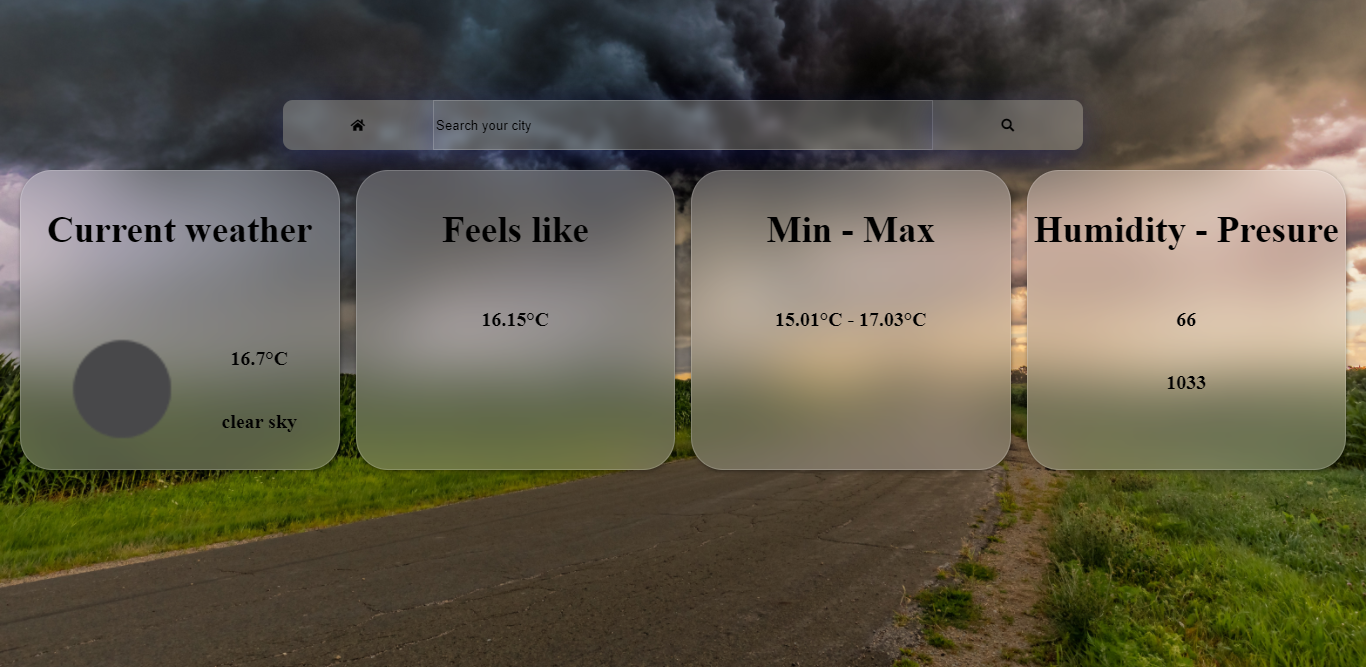 Search your city
Current weather
16.7°C
clear sky
Feels like
16.15°C
Min - Max
15.01°C - 17.03°C
Humidity - Presure
66
1033